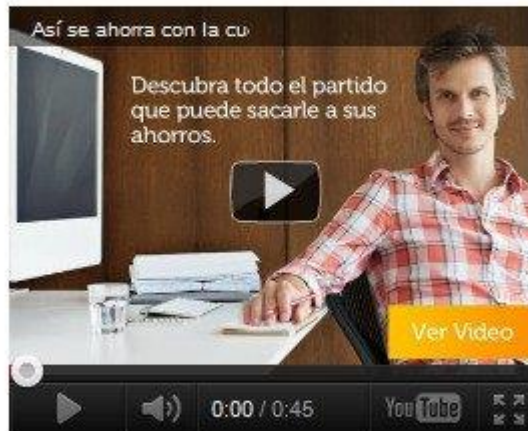 Así se ahorra con la cu
Descubra todo el partido
que puede sacarle a sus
ahorros.
Ver Video
0:00 / 0:45
YouTube